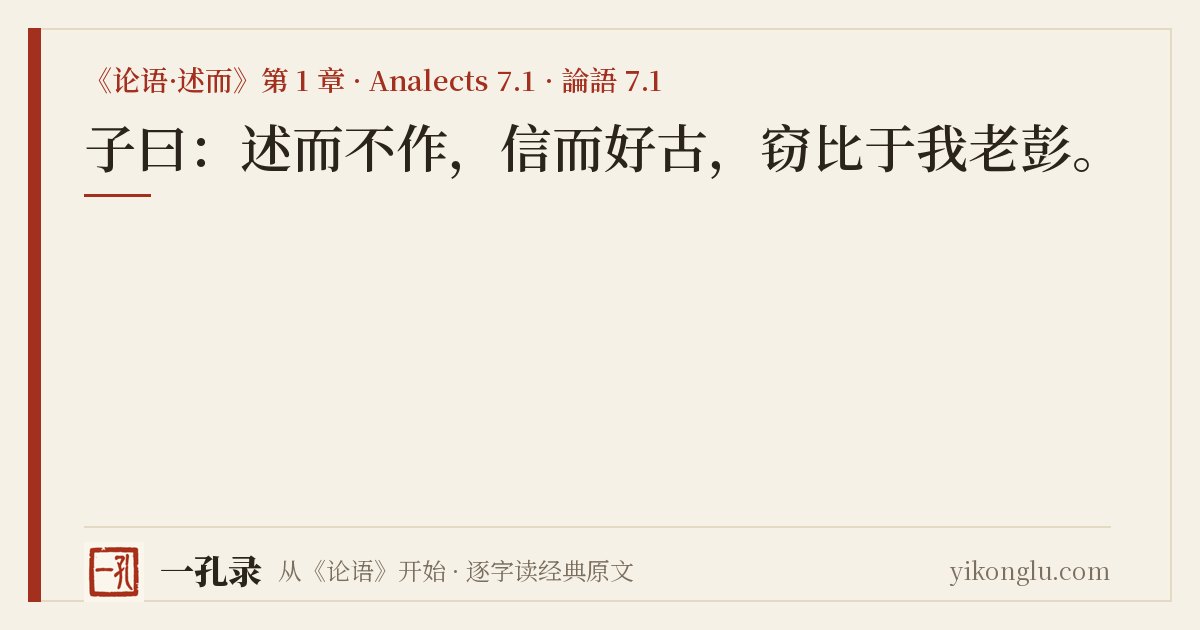 《论语·述而》第 1 章 · Analects 7.1 · 論語 7.1
子曰：述而不作，信而好古，窃比于我老彭。
一孔
一孔录 从《论语》开始 · 逐字读经典原文 yikonglu.com